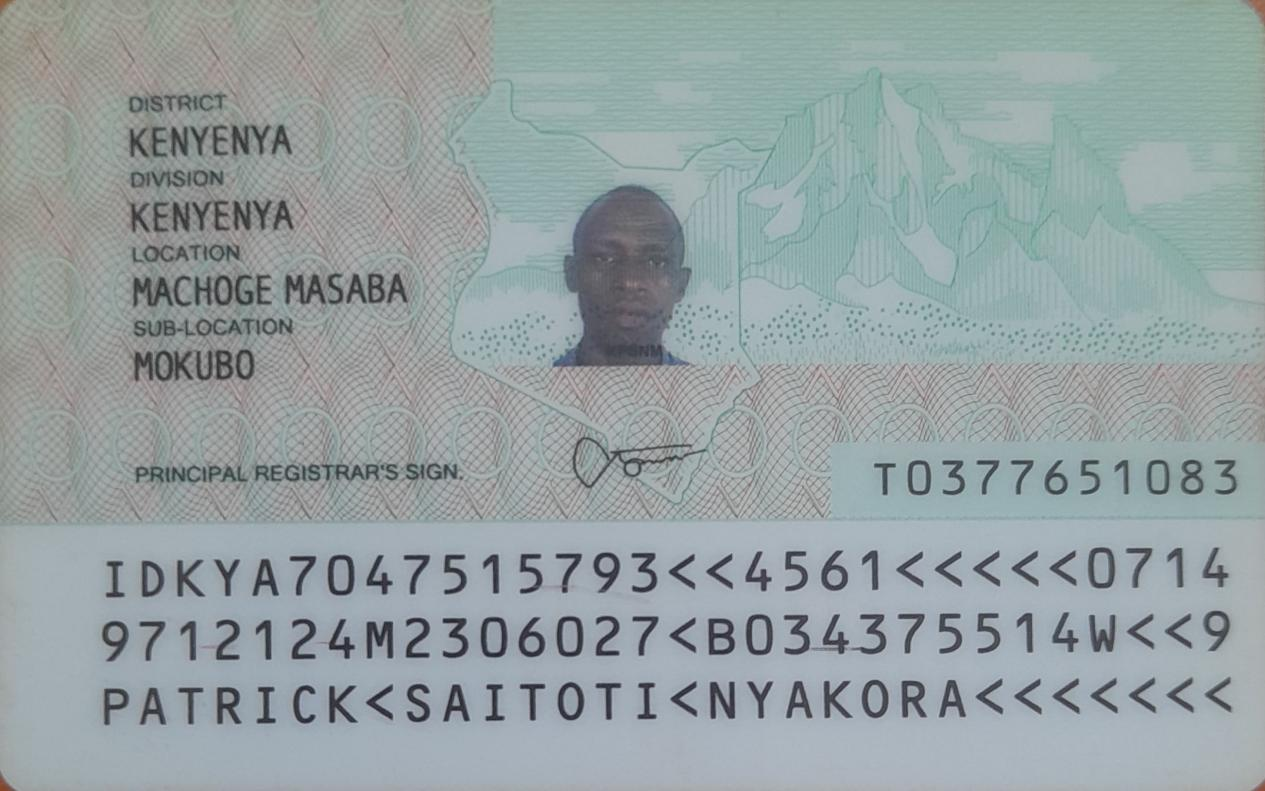 DISTRICT
KENYENYA
DIVISION
KENYENYA
LOCATION
MACHOGE MASABA
SUB-LOCATION
MOKUBO
PRINCIPAL REGISTRAR'S SIGN.
T0377651083
IDKYA7047515793<<4561<<<<<0714
9712124M2306027<B034375514W<<9
PATRICK<SAITOTI<NYAKORA<<<<<<<